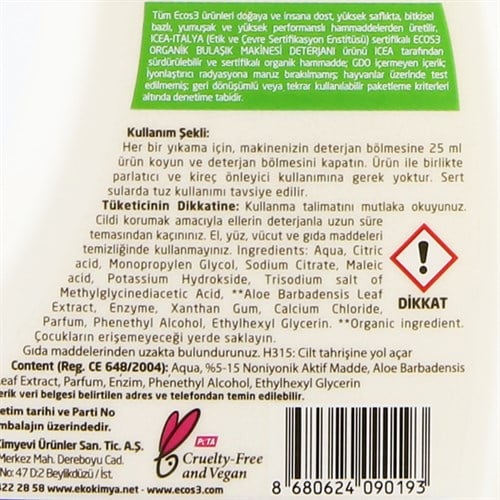 Tüm Ecos3 ürünleri doğaya ve insana dost, yüksek saflıkta, bitkisel
bazlı, yumuşak ve yüksek performanslı hammaddelerden üretilir.
ICEA-İTALYA (Etik ve Çevre Sertifikasyon Enstitüsü) sertifikalı ECOS3
ORGANİK BULAŞIK MAKİNESİ DETERJANI ürünü ICEA tarafından
sürdürülebilir ve sertifikalı organik hammadde; GDO içermeyen içerik;
İyonlaştırıcı radyasyona maruz bırakılmamış; hayvanlar üzerinde test
edilmemiş; geri dönüşümlü veya tekrar kullanılabilir paketleme kriterleri
altında denetime tabidir.
Kullanım Şekli:
Her bir yıkama için, makinenizin deterjan bölmesine 25 ml
ürün koyun ve deterjan bölmesini kapatın. Ürün ile birlikte
parlatıcı ve kireç önleyici kullanımına gerek yoktur. Sert
sularda tuz kullanımı tavsiye edilir.
Tüketicinin Dikkatine: Kullanma talimatını mutlaka okuyunuz.
Cildi korumak amacıyla ellerin deterjanla uzun süre
temasından kaçınınız. El, yüz, vücut ve gıda maddeleri
temizliğinde kullanmayınız. Ingredients: Aqua, Citric
acid, Monopropylen Glycol, Sodium Citrate, Maleic
acid, Potassium Hydrokside, Trisodium salt of
Methylglycinediacetic Acid, **Aloe Barbadensis Leaf
Extract, Enzyme, Xanthan Gum, Calcium Chloride,
Parfum, Phenethyl Alcohol, Ethylhexyl Glycerin. **Organic ingredient.
DİKKAT
Çocukların erişemeyeceği yerde saklayın.
Gıda maddelerinden uzakta bulundurunuz. H315: Cilt tahrişine yol açar
Content (Reg. CE 648/2004): Aqua, %5-15 Noniyonik Aktif Madde, Aloe Barbadensis
Leaf Extract, Parfum, Enzim, Phenethyl Alcohol, Ethylhexyl Glycerin
erik veri belgesi belirtilen adres ve telefondan temin edilebilir.
etim tarihi ve Parti No
mbalajın üzerindedir.
Kimyevi Ürünler San. Tic. A.Ş.
Merkez Mah. Dereboyu Cad.
No: 47 D:2 Beylikdüzü / İst.
422 28 58 www.ekokimya.net
PETA
Cruelty-Free
and Vegan
www.ecos3.com
8 680624 090193